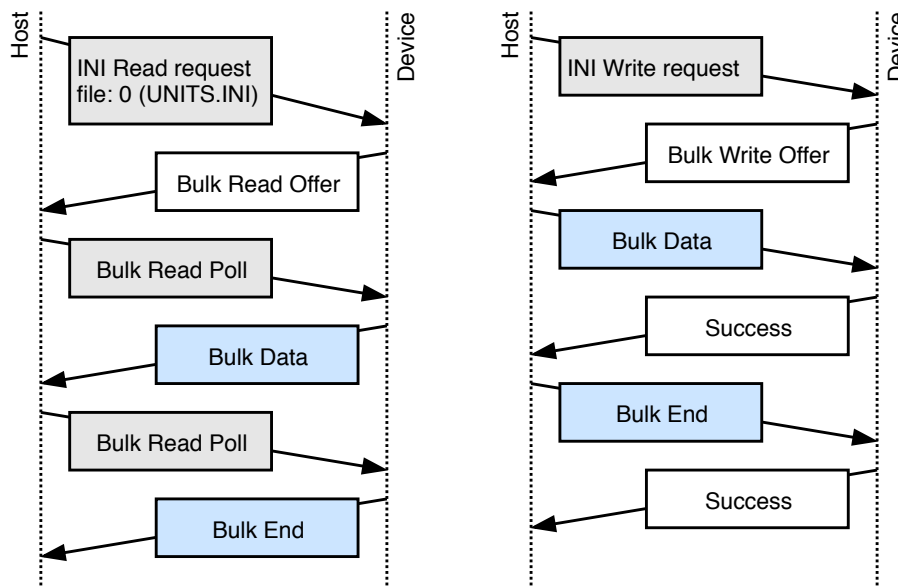 Host
Device
INI Read request
file: 0 (UNITS.INI)
Bulk Read Offer
Bulk Read Poll
Bulk Data
Bulk Read Poll
Bulk End
Host
Device
INI Write request
Bulk Write Offer
Bulk Data
Success
Bulk End
Success